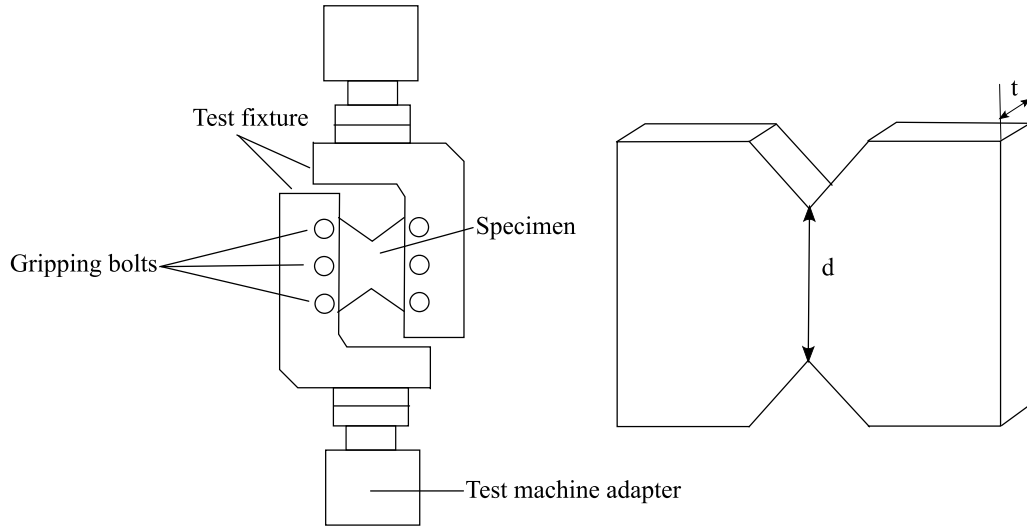 Test fixture
Specimen
Gripping bolts
Test machine adapter
t
d